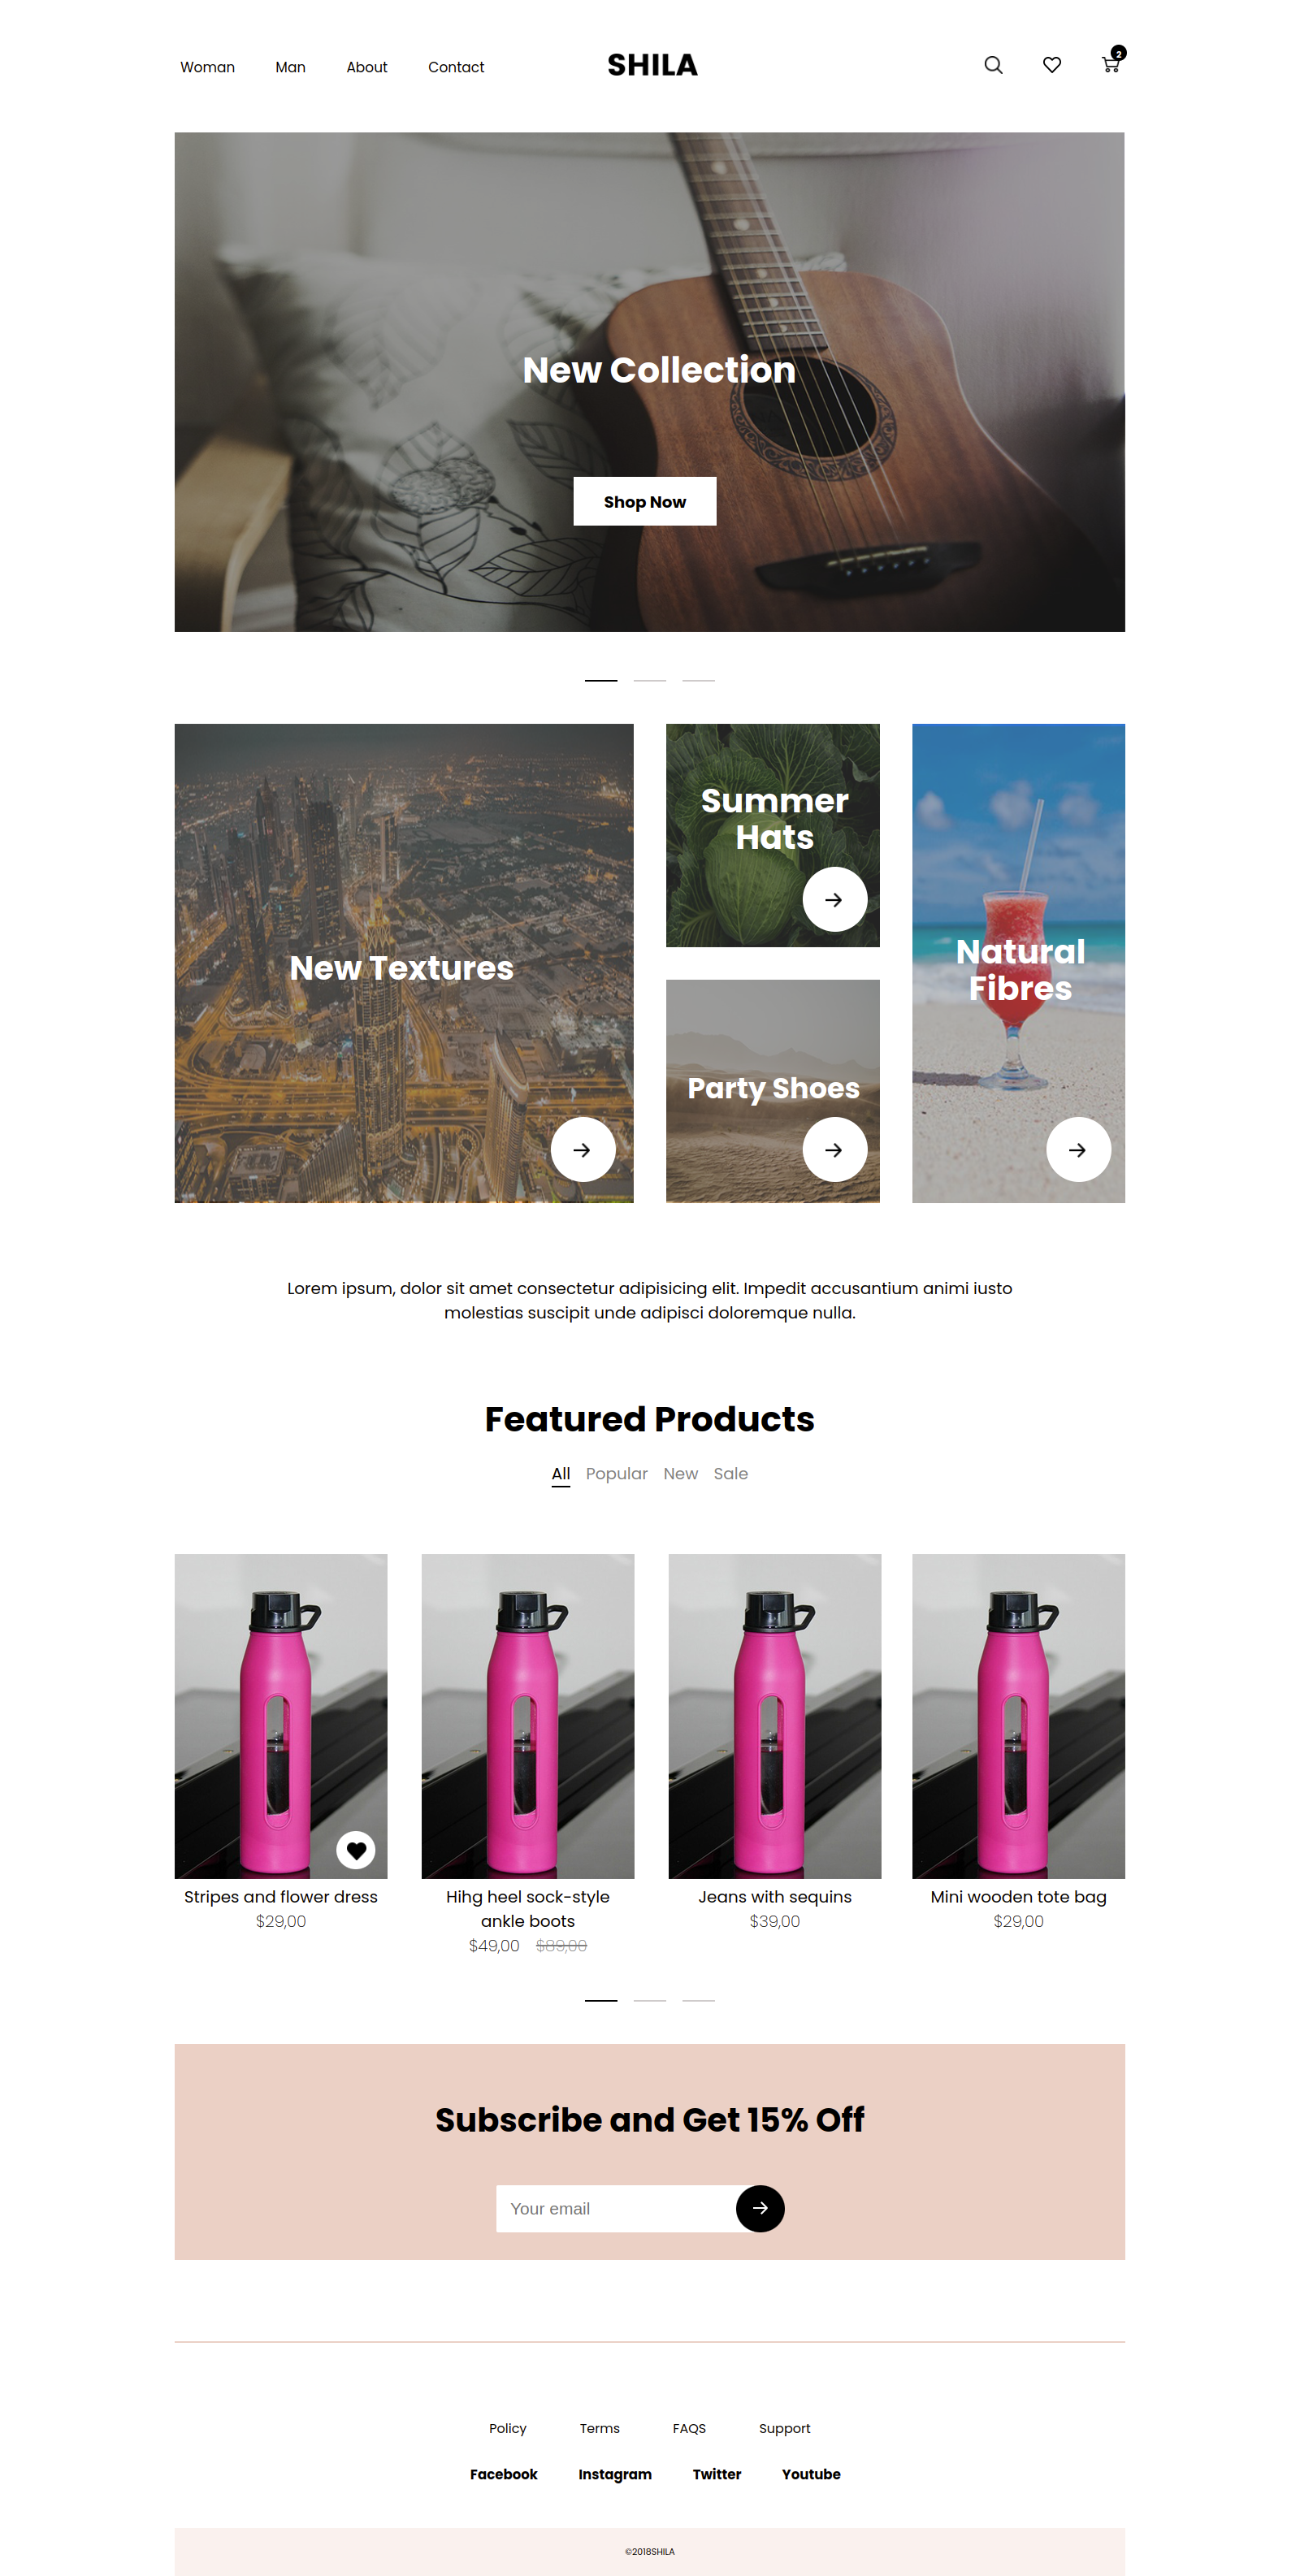 Woman Man About Contact SHILA 2
New Collection
Shop Now
Summer
Hats
New Textures
Natural
Fibres
Party Shoes
Lorem ipsum, dolor sit amet consectetur adipisicing elit. Impedit accusantium animi iusto
molestias suscipit unde adipisci doloremque nulla.
Featured Products
All Popular New Sale
Stripes and flower dress
$29,00
Hihg heel sock-style
ankle boots
$49,00 $89,00
Jeans with sequins
$39,00
Mini wooden tote bag
$29,00
Subscribe and Get 15% Off
Your email
Policy Terms FAQS Support
Facebook Instagram Twitter Youtube
©2018SHILA